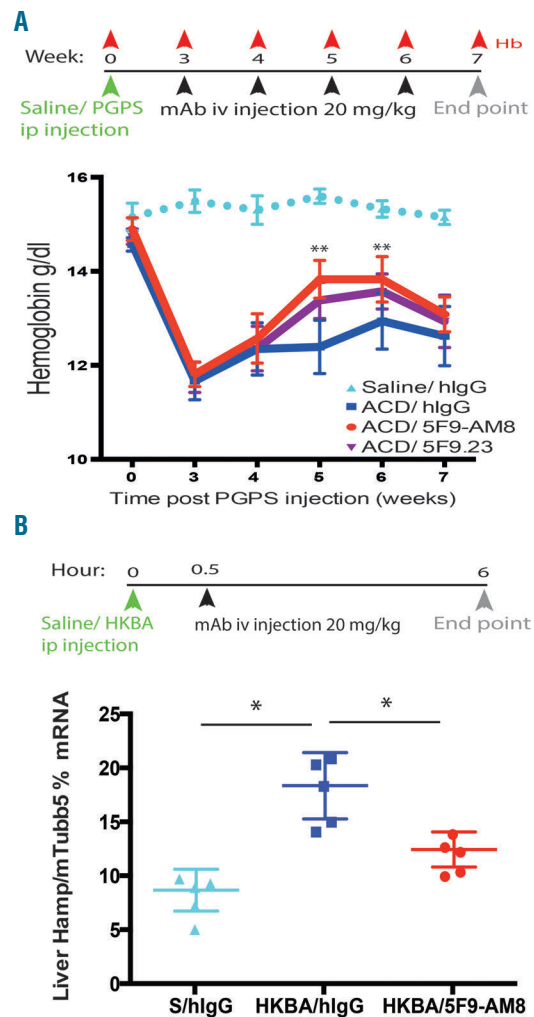 A
Hb
Week: 0 3 4 5 6 7
Saline/ PGPS mAb iv injection 20 mg/kg End point
ip injection
16
14
12
10
Hemoglobin g/dl
** **
Saline/ hIgG
ACD/ hIgG
ACD/ 5F9-AM8
ACD/ 5F9.23
0 3 4 5 6 7
Time post PGPS injection (weeks)
B
Hour: 0 0.5 6
Saline/ HKBA mAb iv injection 20 mg/kg End point
ip injection
Liver Hamp/mTubb5 % mRNA
25
20
15
10
5
0
* *
S/hIgG HKBA/hIgG HKBA/5F9-AM8